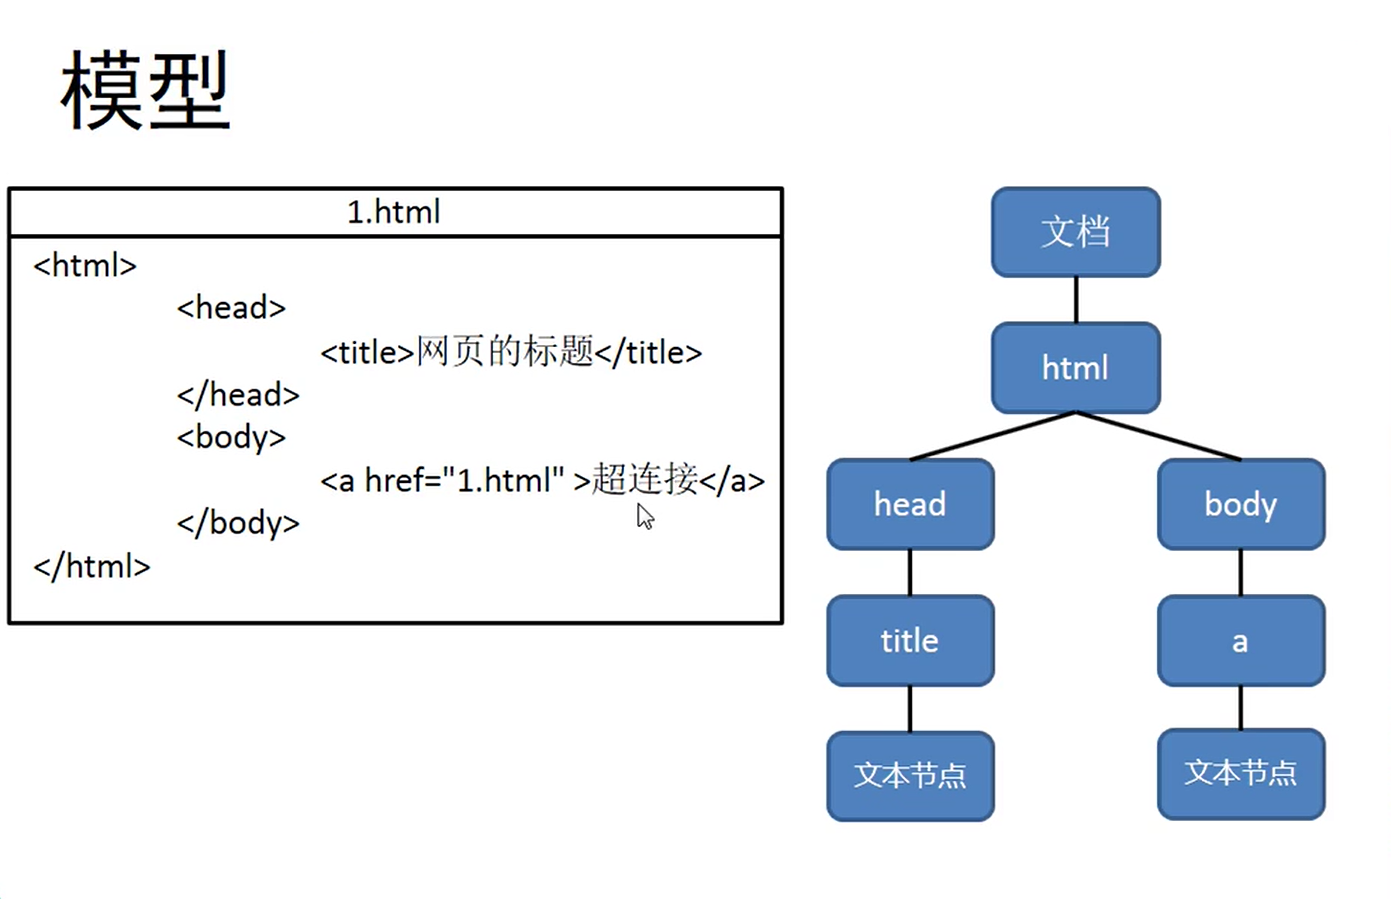 模型
1.html
<html>
<head>
<title>网页的标题</title>
</head>
<body>
<a href="1.html" >超连接</a>
</body>
</html>
文档
html
head
body
title
a
文本节点
文本节点